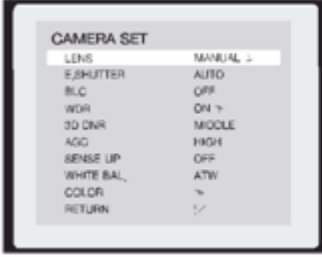 CAMERA SET
LENS MANUAL >
E,SHUTTER AUTO
BLC OFF
WDR ON >
3D DNR MIDDLE
AGC HIGH
SENSE UP OFF
WHITE BAL, ATW
COLOR >
RETURN